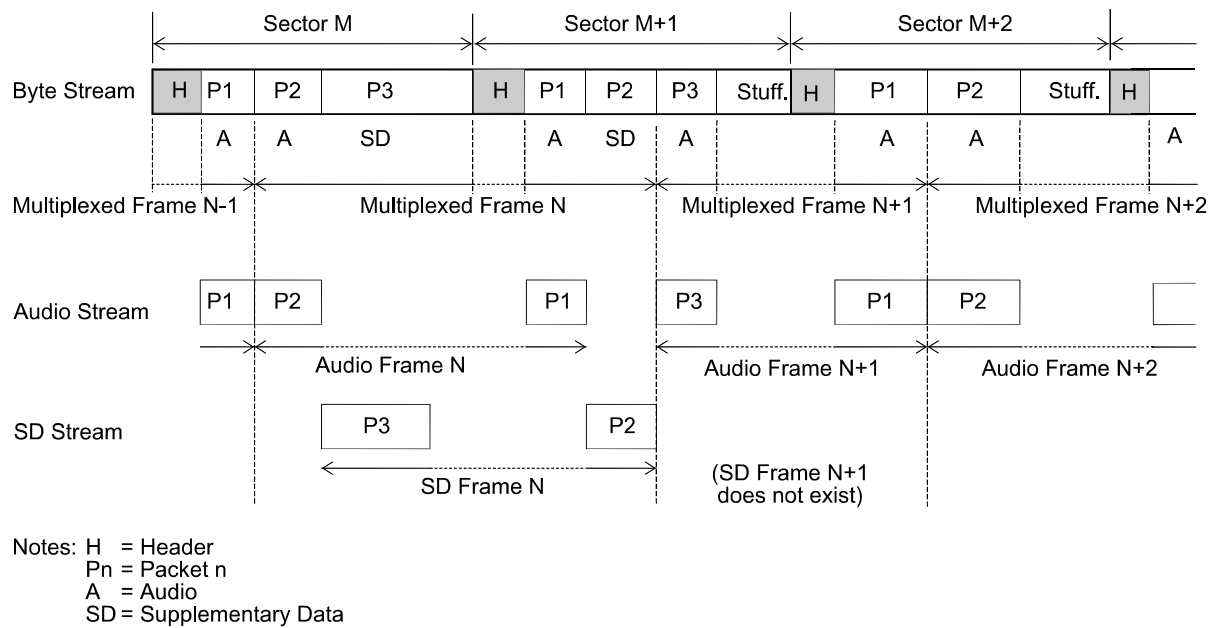 Sector M Sector M+1 Sector M+2
Byte Stream H P1 P2 P3 H P1 P2 P3 Stuff. H P1 P2 Stuff. H
A A SD A SD A A A A
Multiplexed Frame N-1 Multiplexed Frame N Multiplexed Frame N+1 Multiplexed Frame N+2
Audio Stream P1 P2 P1 P3 P1 P2
Audio Frame N Audio Frame N+1 Audio Frame N+2
SD Stream P3 P2
SD Frame N
(SD Frame N+1
does not exist)
Notes: H = Header
Pn = Packet n
A = Audio
SD = Supplementary Data